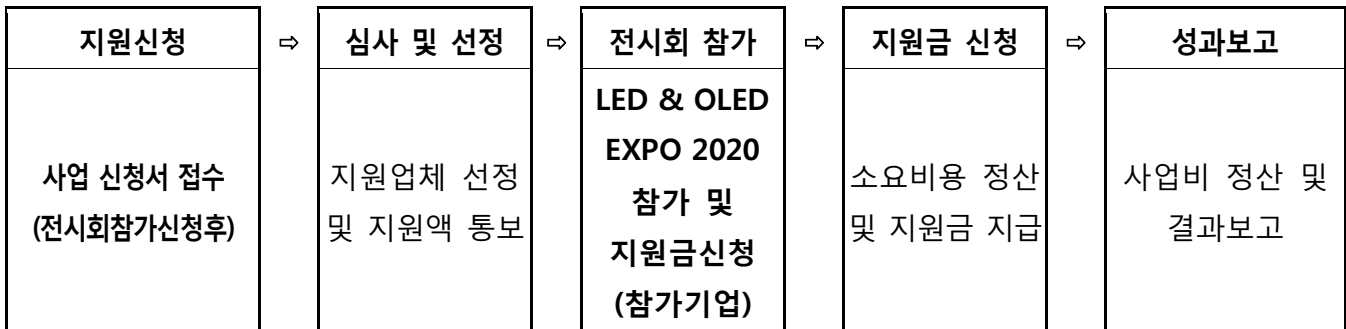 지원신청 ⇨ 심사 및 선정 ⇨ 전시회 참가 ⇨ 지원금 신청 ⇨ 성과보고
사업 신청서 접수
(전시회참가신청후)
지원업체 선정
및 지원액 통보
LED & OLED
EXPO 2020
참가 및
지원금신청
(참가기업)
소요비용 정산
및 지원금 지급
사업비 정산 및
결과보고